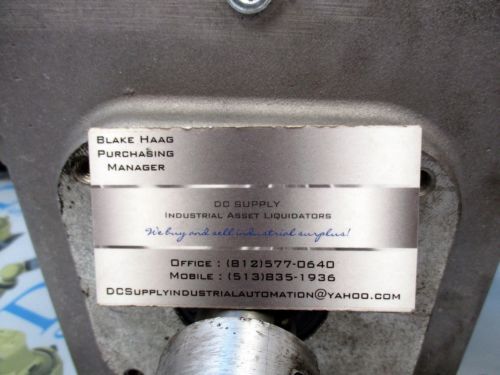 Blake Haag
Purchasing
Manager
DC Supply
Industrial Asset Liquidators
We buy and sell industrial surplus!
Office : (812)577-0640
Mobile : (513)835-1936
DCSupplyindustrialautomation@yahoo.com